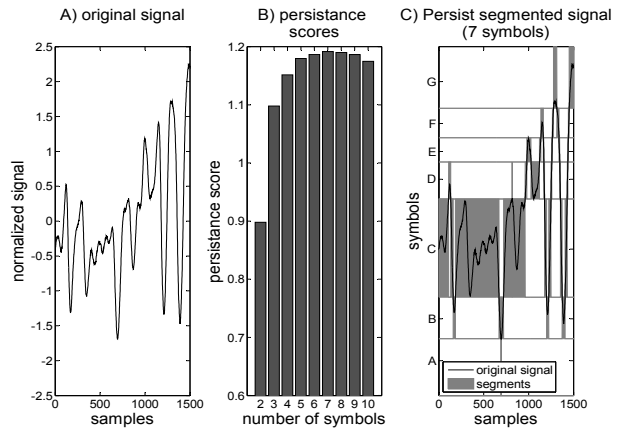 A) original signal
2.5
2
1.5
1
0.5
0
-0.5
-1
-1.5
-2
-2.5
normalized signal
0 500 1000 1500
samples
B) persistance
scores
1.2
1.1
1
0.9
0.8
0.7
0.6
persistance score
2 3 4 5 6 7 8 9 10
number of symbols
C) Persist segmented signal
(7 symbols)
G
F
E
D
C
B
A
symbols
original signal
segments
0 500 1000 1500
samples